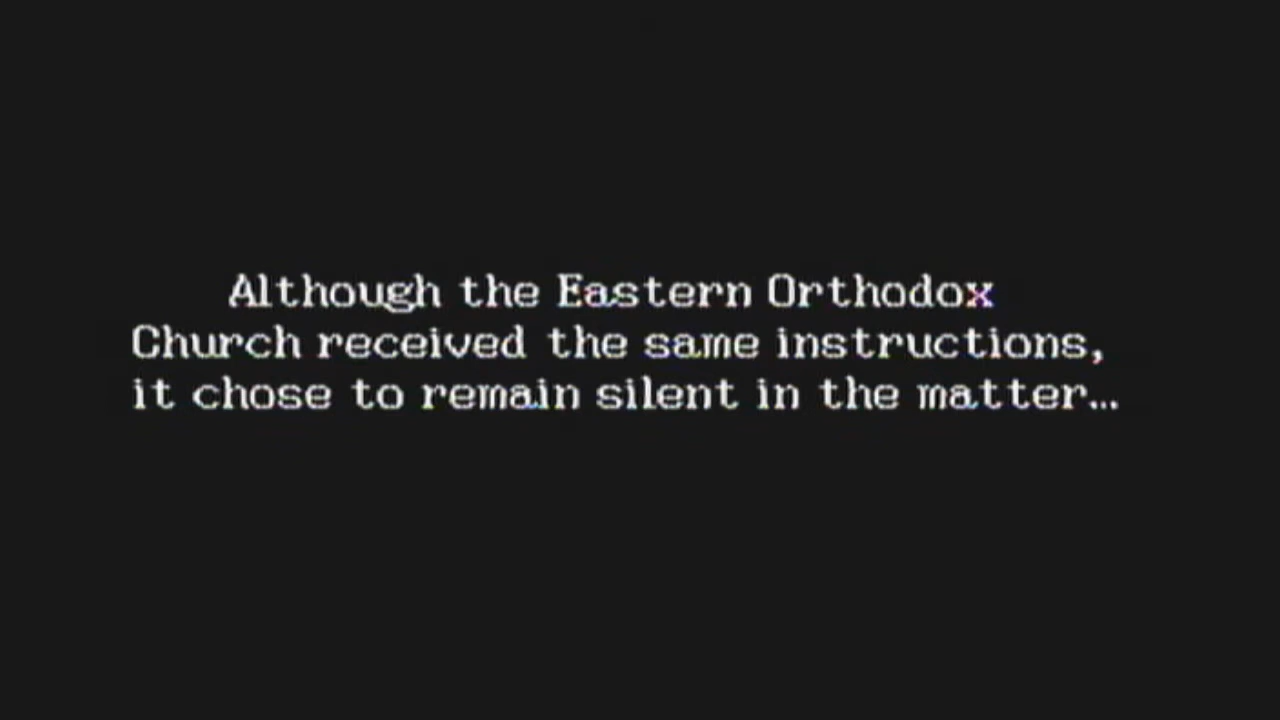 Although the Eastern Orthodox
Church received the same instructions,
it chose to remain silent in the matter...